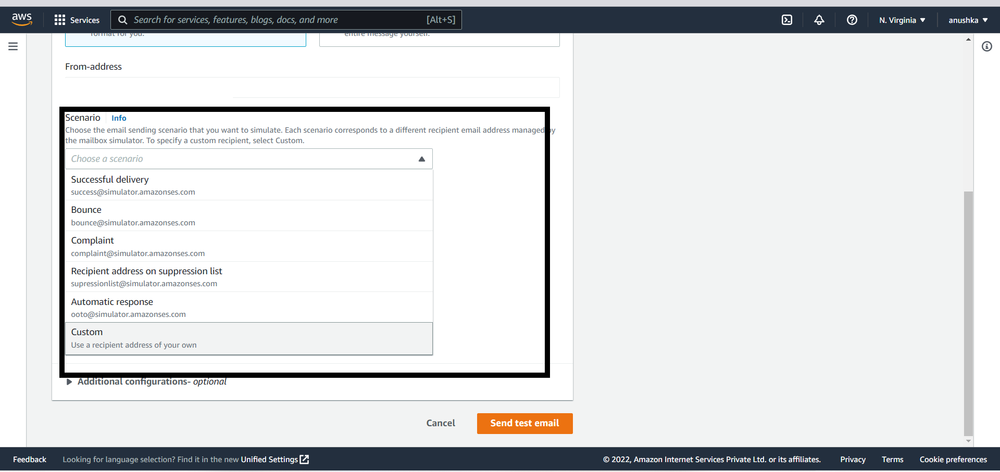 aws Services Search for services, features, blogs, docs, and more [Alt+S] N. Virginia anushka
format for you.
entire message yourself.
From-address
Scenario Info
Choose the email sending scenario that you want to simulate. Each scenario corresponds to a different recipient email address managed by
the mailbox simulator. To specify a custom recipient, select Custom.
Choose a scenario
Successful delivery
success@simulator.amazonses.com
Bounce
bounce@simulator.amazonses.com
Complaint
complaint@simulator.amazonses.com
Recipient address on suppression list
supressionlist@simulator.amazonses.com
Automatic response
ooto@simulator.amazonses.com
Custom
Use a recipient address of your own
Additional configurations- optional
Cancel Send test email
Feedback Looking for language selection? Find it in the new Unified Settings © 2022, Amazon Internet Services Private Ltd. or its affiliates. Privacy Terms Cookie preferences